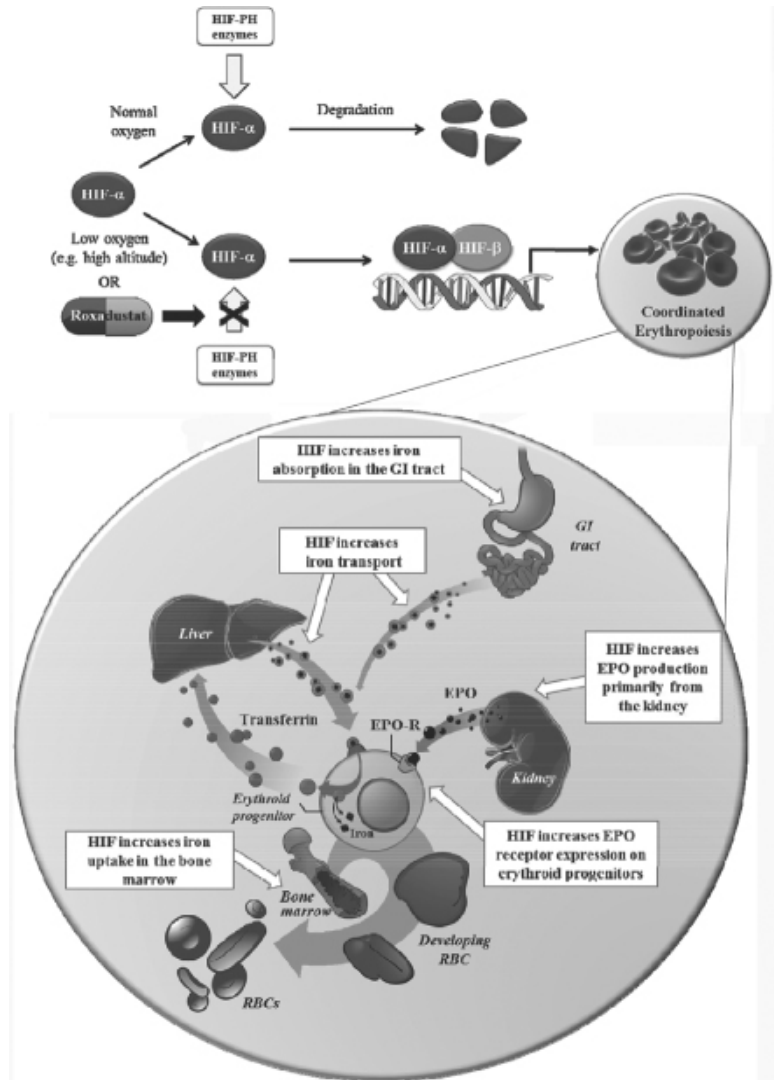 HIF-PH
enzymes
Normal
oxygen
HIF-α
Degradation
HIF-α
Low oxygen
(e.g. high altitude)
OR
HIF-α
HIF-α
HIF-β
Roxadustat
HIF-PH
enzymes
Coordinated
Erythropoiesis
HIF increases iron
absorption in the GI tract
GI
tract
HIF increases
iron transport
Liver
HIF increases
EPO production
primarily from
the kidney
EPO
Transferrin
EPO-R
Kidney
Erythroid
progenitor
Iron
HIF increases iron
uptake in the bone
marrow
HIF increases EPO
receptor expression on
erythroid progenitors
Bone
marrow
Developing
RBC
RBCs